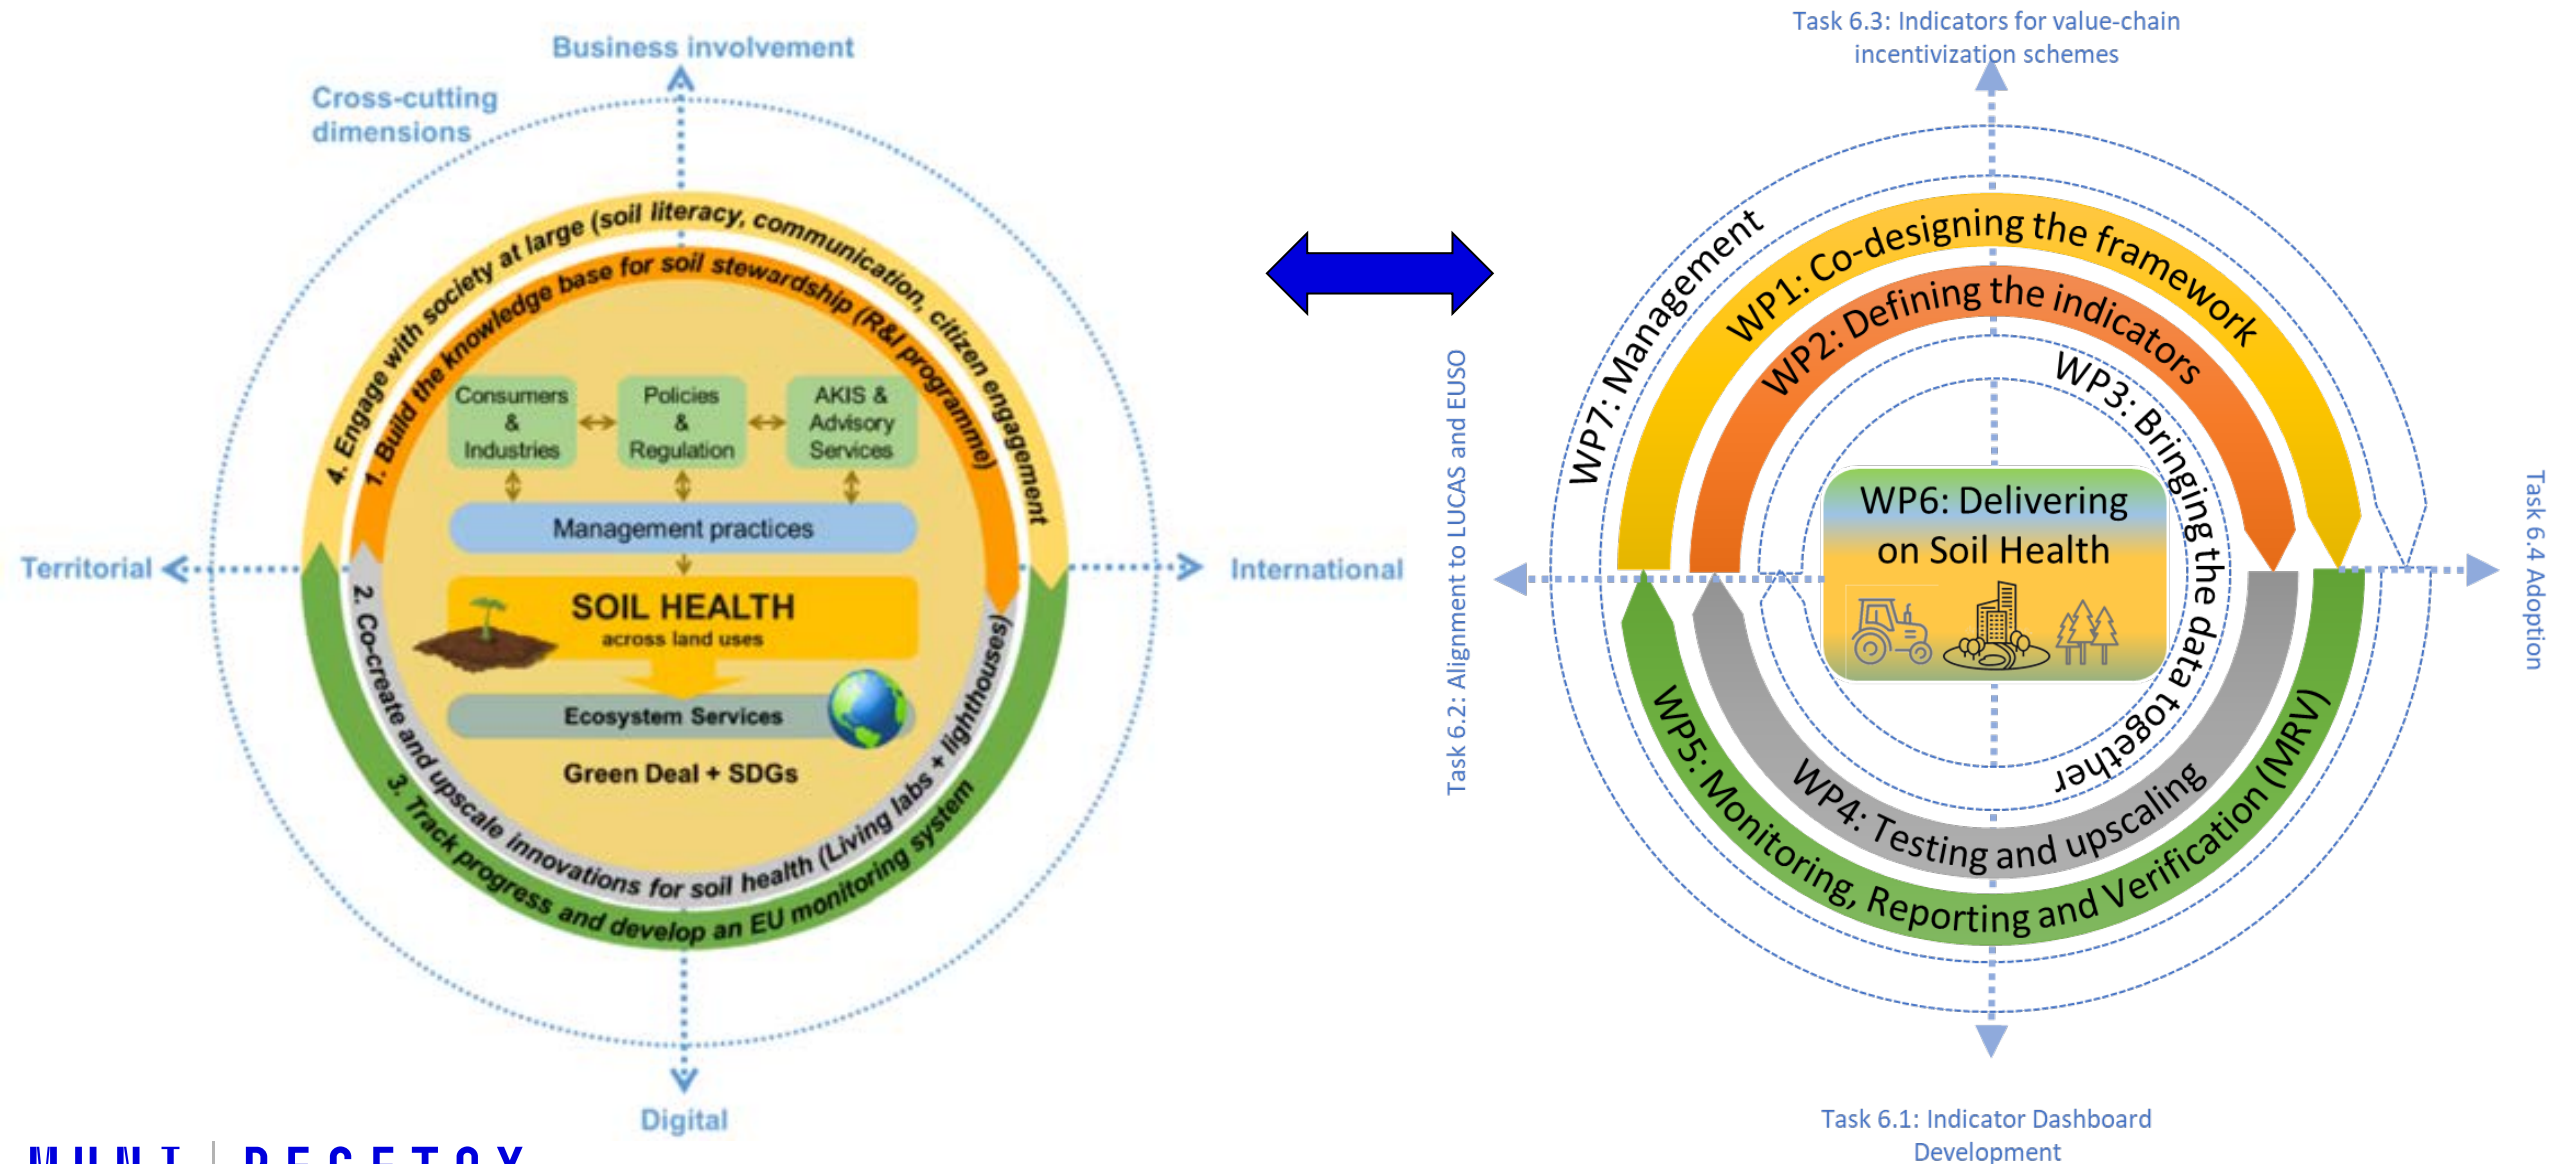 Business involvement
Cross-cutting
dimensions
4. Engage with society at large (soil literacy, communication, citizen engagement
1. Build the knowledge base for soil stewardship (R&I programme)
Consumers
&
Industries
Policies
&
Regulation
AKIS &
Advisory
Services
Management practices
Territorial
International
SOIL HEALTH
across land uses
Ecosystem Services
Green Deal + SDGs
2. Co-create and upscale innovations for soil health (Living labs + lighthouses)
3. Track progress and develop an EU monitoring system
Digital
MUNI
RECETOX
Task 6.3: Indicators for value-chain
incentivization schemes
WP7: Management
WP1: Co-designing the framework
WP2: Defining the indicators
WP3: Bringing the data together
Task 6.2: Alignment to LUCAS and EUSO
WP6: Delivering
on Soil Health
Task 6.4 Adoption
WP4: Testing and upscaling
WP5: Monitoring, Reporting and Verification (MRV)
Task 6.1: Indicator Dashboard
Development